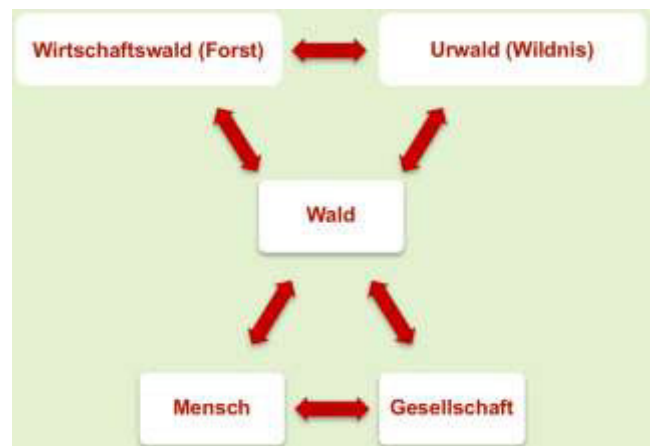 Wirtschaftswald (Forst)
Urwald (Wildnis)
Wald
Mensch
Gesellschaft